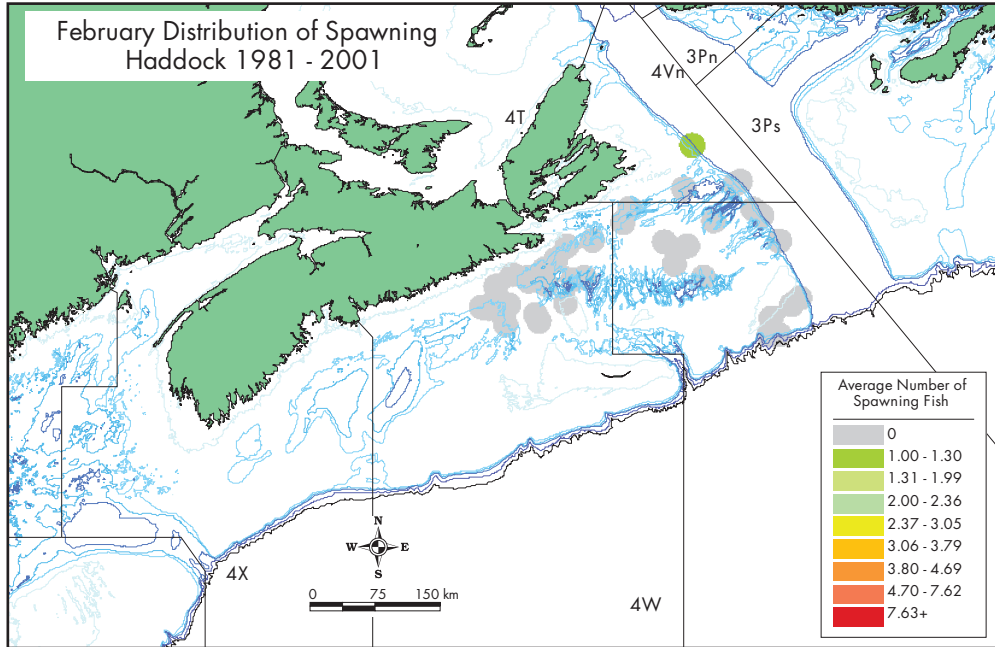 February Distribution of Spawning
Haddock 1981 - 2001
3Pn
4Vn
4T
3Ps
Average Number of
Spawning Fish
0
1.00 - 1.30
1.31 - 1.99
2.00 - 2.36
2.37 - 3.05
3.06 - 3.79
3.80 - 4.69
4.70 - 7.62
7.63+
N
W E
S
4X
0 75 150 km
4W